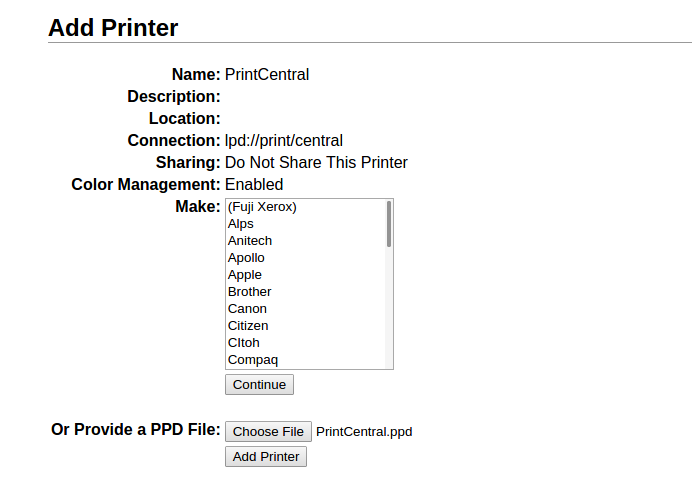 Add Printer
Name: PrintCentral
Description:
Location:
Connection: lpd://print/central
Sharing: Do Not Share This Printer
Color Management: Enabled
Make: (Fuji Xerox)
Alps
Anitech
Apollo
Apple
Brother
Canon
Citizen
CItoh
Compaq
Continue
Or Provide a PPD File: Choose File PrintCentral.ppd
Add Printer